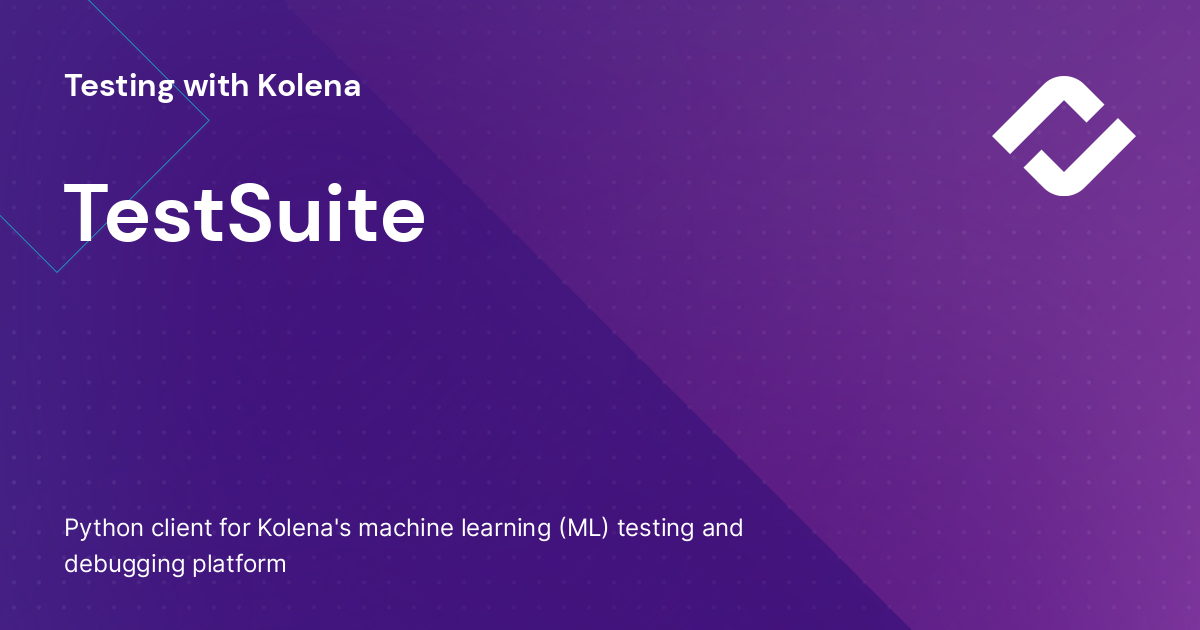 Testing with Kolena
TestSuite
Python client for Kolena's machine learning (ML) testing and
debugging platform